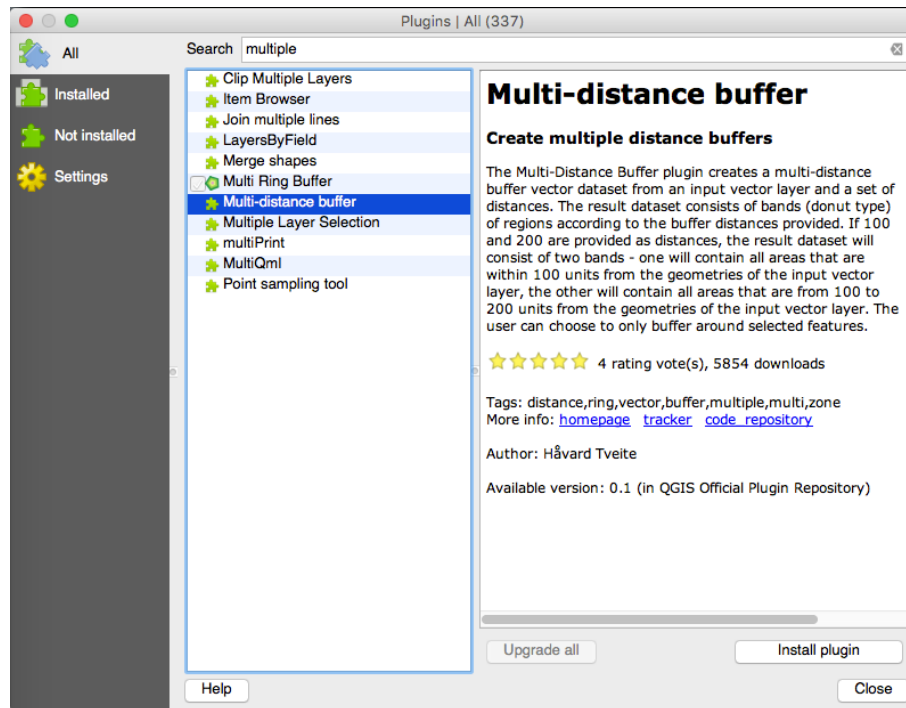 Plugins | All (337)
All
Installed
Not installed
Settings
Search multiple
Clip Multiple Layers
Item Browser
Join multiple lines
LayersByField
Merge shapes
Multi Ring Buffer
Multi-distance buffer
Multiple Layer Selection
multiPrint
MultiQml
Point sampling tool
Multi-distance buffer
Create multiple distance buffers
The Multi-Distance Buffer plugin creates a multi-distance
buffer vector dataset from an input vector layer and a set of
distances. The result dataset consists of bands (donut type)
of regions according to the buffer distances provided. If 100
and 200 are provided as distances, the result dataset will
consist of two bands - one will contain all areas that are
within 100 units from the geometries of the input vector
layer, the other will contain all areas that are from 100 to
200 units from the geometries of the input vector layer. The
user can choose to only buffer around selected features.
4 rating vote(s), 5854 downloads
Tags: distance,ring,vector,buffer,multiple,multi,zone
More info: homepage tracker code_repository
Author: Håvard Tveite
Available version: 0.1 (in QGIS Official Plugin Repository)
Upgrade all
Install plugin
Help
Close